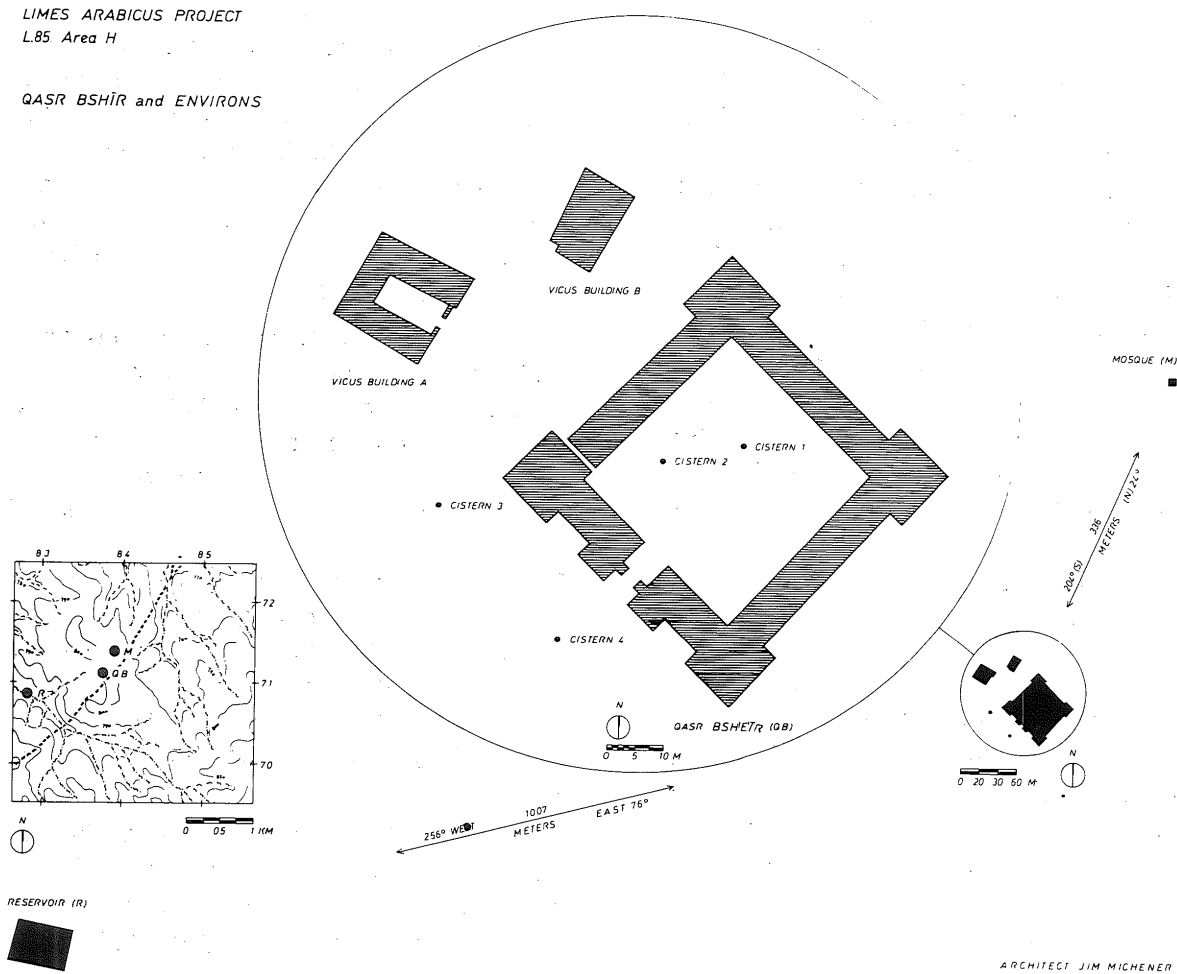 LIMES ARABICUS PROJECT
L.85 Area H
QASR BSHĪR and ENVIRONS
VICUS BUILDING B
VICUS BUILDING A
MOSQUE (M)
CISTERN 1
CISTERN 2
CISTERN 3
CISTERN 4
336
METERS
(N) 24°
204° (S)
83
84
85
72
71
70
M
QB
R
N
0 05 1 KM
N
0 5 10 M
QASR (QB)
N
0 20 30 60 M
256° WEST
1007
METERS
EAST 76°
RESERVOIR (R)
ARCHITECT JIM MICHENER